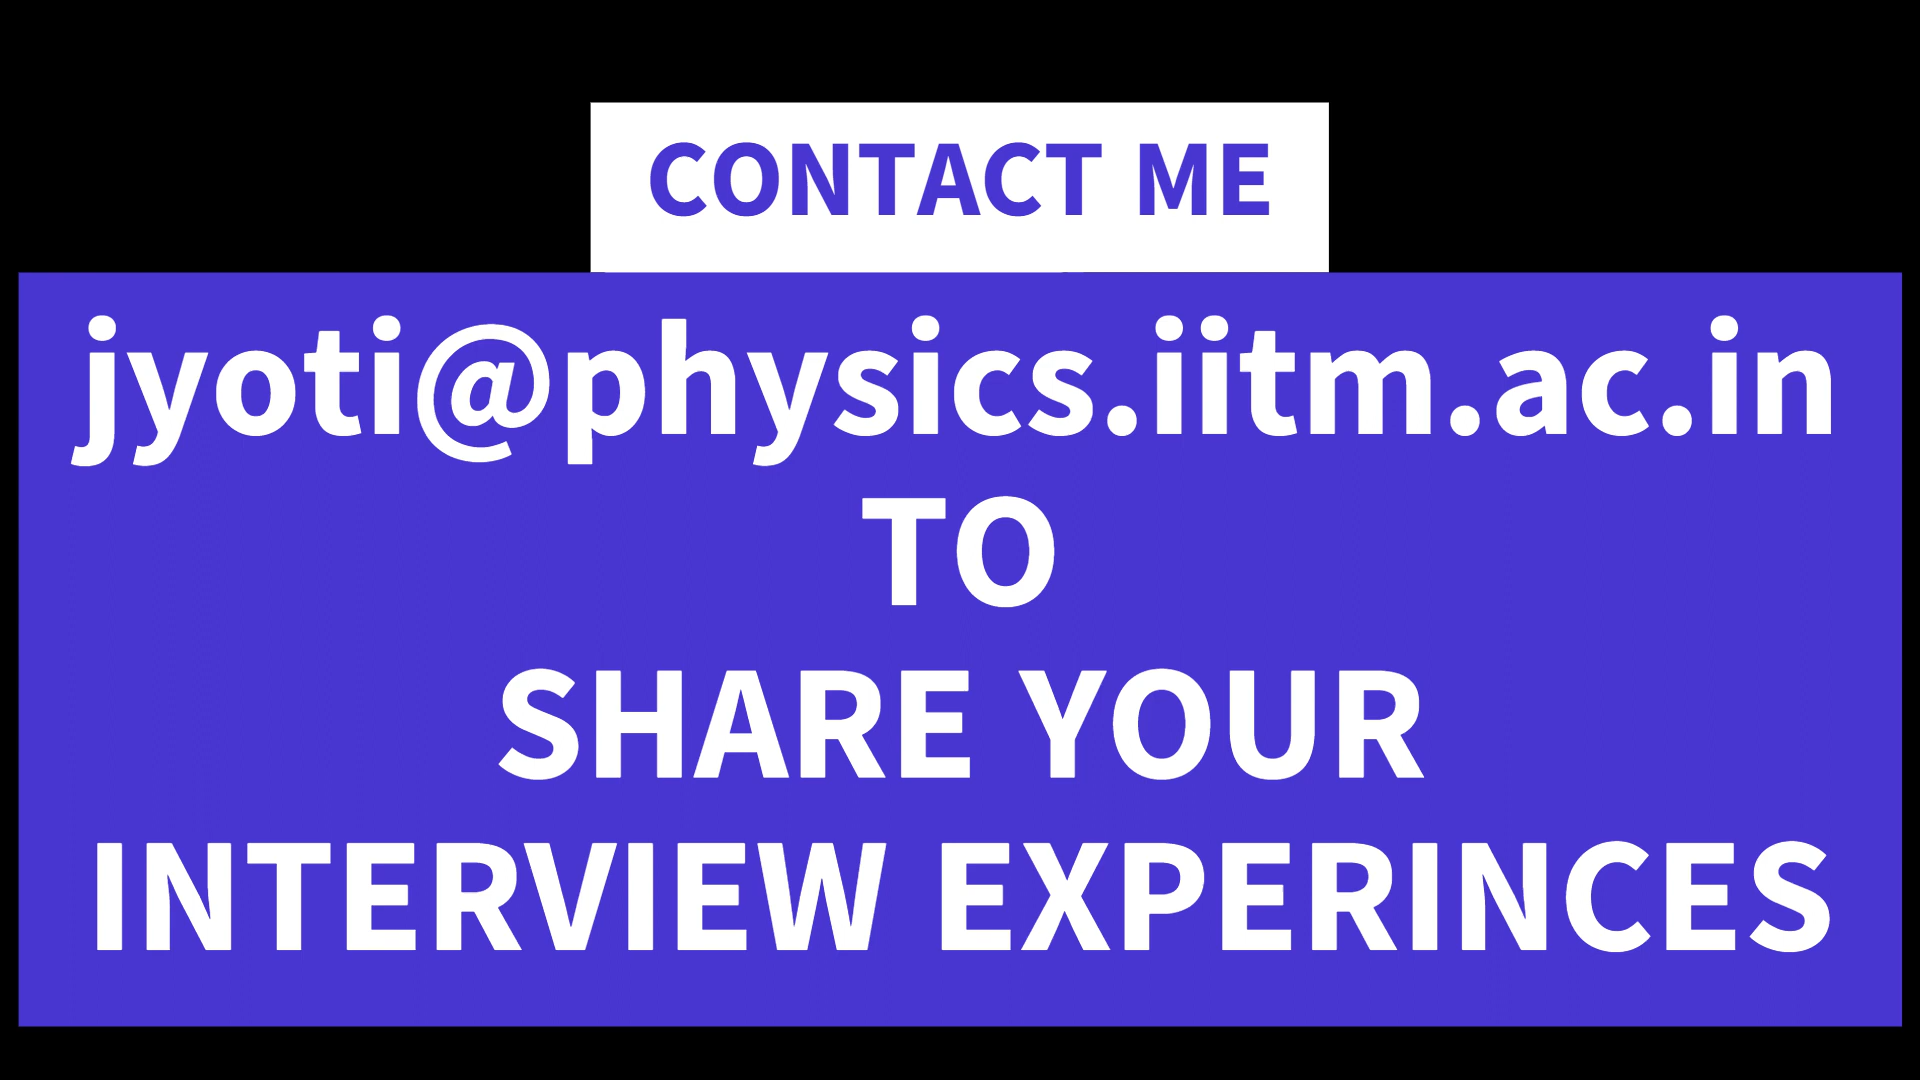 CONTACT ME
jyoti@physics.iitm.ac.in
TO
SHARE YOUR
INTERVIEW EXPERINCES